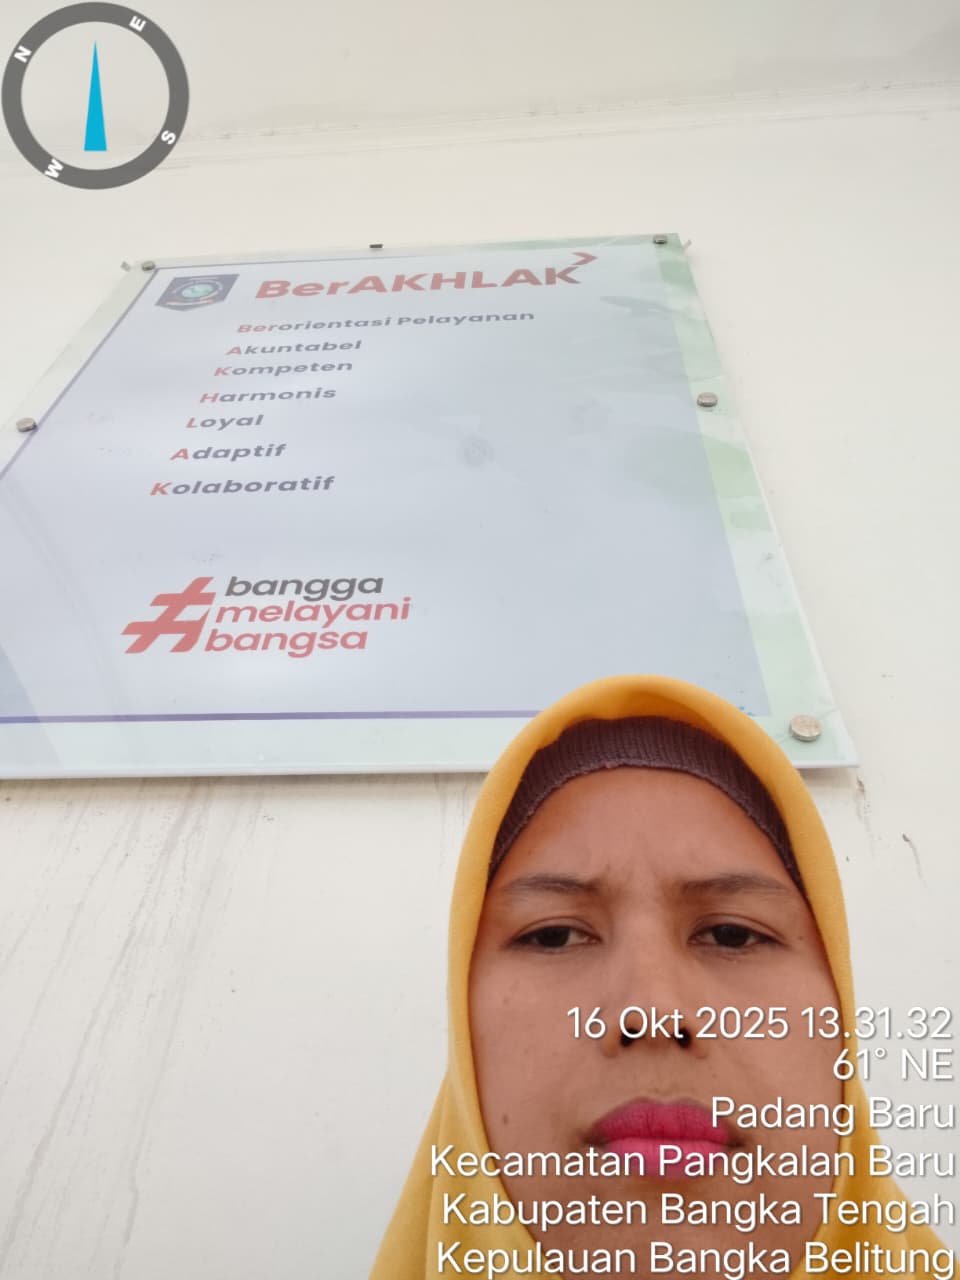 N
E
S
W
BerAKHLAK
Berorientasi Pelayanan
Akuntabel
Kompeten
Harmonis
Loyal
Adaptif
Kolaboratif
#bangga
melayani
bangsa
16 Okt 2025 13.31.32
61° NE
Padang Baru
Kecamatan Pangkalan Baru
Kabupaten Bangka Tengah
Kepulauan Bangka Belitung